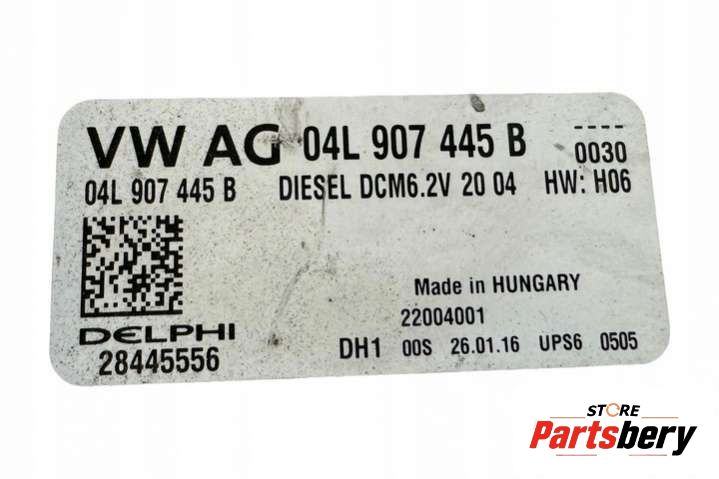 VW AG 04L 907 445 B ----
0030
04L 907 445 B DIESEL DCM6.2V 20 04 HW: H06
Made in HUNGARY
22004001
DELPHI
28445556 DH1 00S 26.01.16 UPS6 0505
STORE
Partsbery